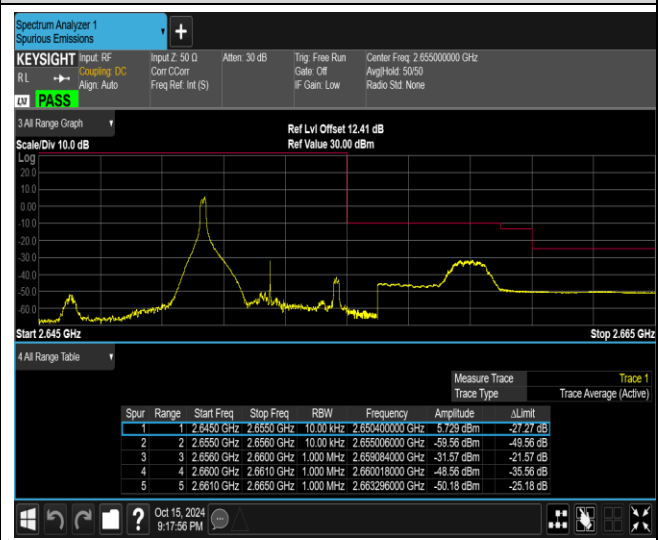 Spectrum Analyzer 1
Spurious Emissions
+
KEYSIGHT Input: RF Input Z: 50 Ω Atten: 30 dB Trig: Free Run Center Freq: 2.655000000 GHz
RL Coupling: DC Corr CCorr Gate: Off Avg|Hold: 50/50
Align: Auto Freq Ref: Int (S) IF Gain: Low Radio Std: None
LXI PASS
3 All Range Graph
Ref Lvl Offset 12.41 dB
Scale/Div 10.0 dB Ref Value 30.00 dBm
Log
20.0
10.0
0.00
-10.0
-20.0
-30.0
-40.0
-50.0
-60.0
Start 2.645 GHz Stop 2.665 GHz
4 All Range Table
Measure Trace Trace 1
Trace Type Trace Average (Active)
Spur Range Start Freq Stop Freq RBW Frequency Amplitude ΔLimit
1 1 2.6450 GHz 2.6550 GHz 10.00 kHz 2.650400000 GHz 5.729 dBm -27.27 dB
2 2 2.6550 GHz 2.6560 GHz 10.00 kHz 2.655006000 GHz -59.56 dBm -49.56 dB
3 3 2.6560 GHz 2.6600 GHz 1.000 MHz 2.659084000 GHz -31.57 dBm -21.57 dB
4 4 2.6600 GHz 2.6610 GHz 1.000 MHz 2.660018000 GHz -48.56 dBm -35.56 dB
5 5 2.6610 GHz 2.6650 GHz 1.000 MHz 2.663296000 GHz -50.18 dBm -25.18 dB
? Oct 15, 2024
9:17:56 PM